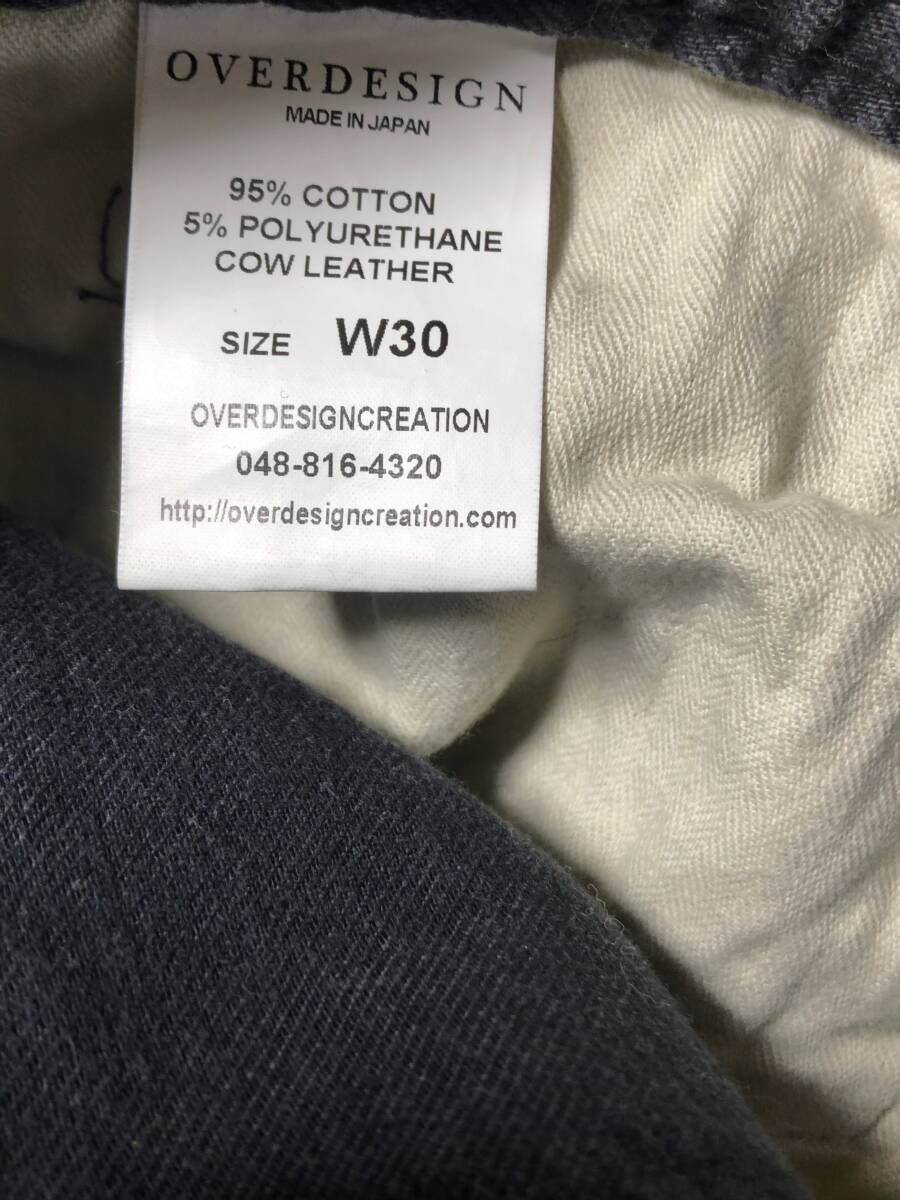 OVERDESIGN
MADE IN JAPAN
95% COTTON
5% POLYURETHANE
COW LEATHER
SIZE W30
OVERDESIGNCREATION
048-816-4320
http://overdesigncreation.com